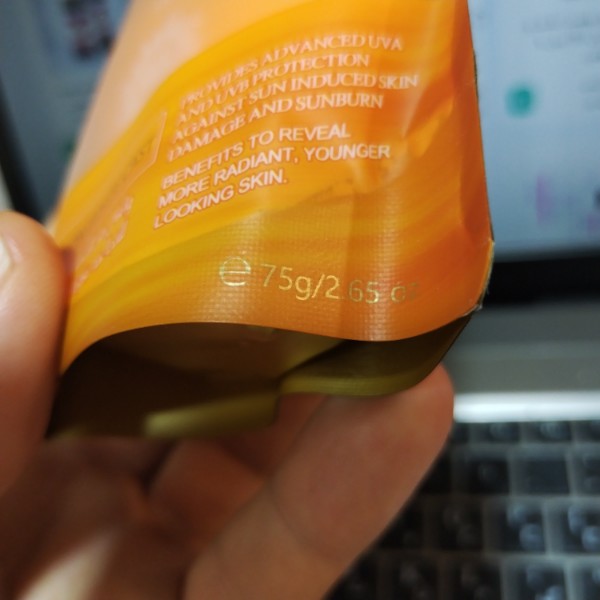 PROVIDES ADVANCED UVA
AND UVB PROTECTION
AGAINST SUN INDUCED SKIN
DAMAGE AND SUNBURN
BENEFITS TO REVEAL
MORE RADIANT, YOUNGER
LOOKING SKIN.
℮ 75g/2.65 oz